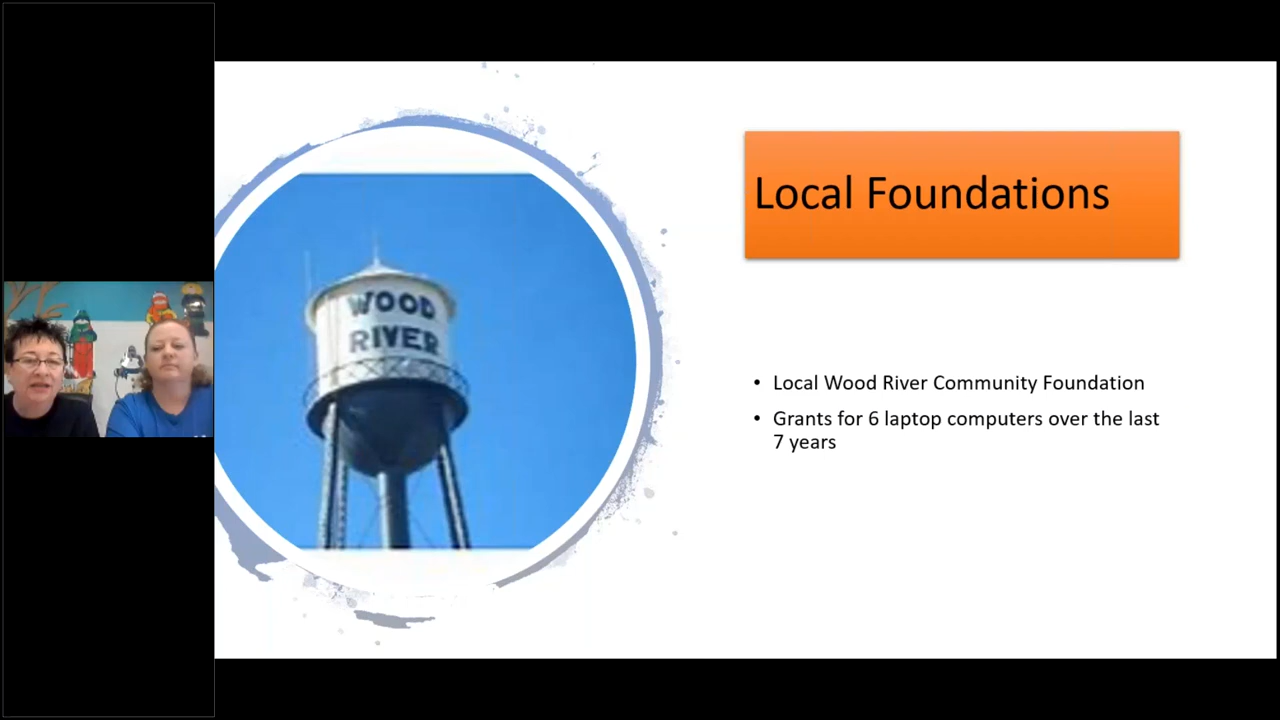 WOOD
RIVER
Local Foundations
• Local Wood River Community Foundation
• Grants for 6 laptop computers over the last
7 years